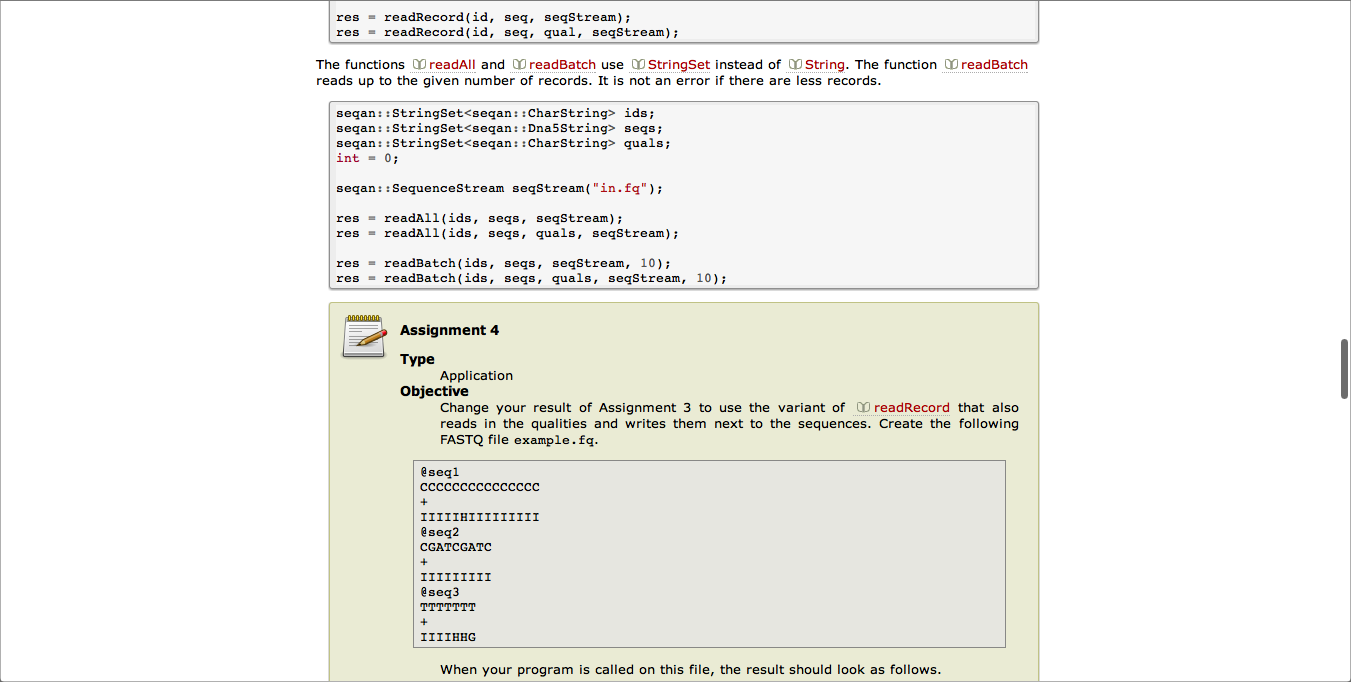 res = readRecord(id, seq, seqStream);
res = readRecord(id, seq, qual, seqStream);
The functions readAll and readBatch use StringSet instead of String. The function readBatch
reads up to the given number of records. It is not an error if there are less records.
seqan::StringSet<seqan::CharString> ids;
seqan::StringSet<seqan::Dna5String> seqs;
seqan::StringSet<seqan::CharString> quals;
int = 0;
seqan::SequenceStream seqStream("in.fq");
res = readAll(ids, seqs, seqStream);
res = readAll(ids, seqs, quals, seqStream);
res = readBatch(ids, seqs, seqStream, 10);
res = readBatch(ids, seqs, quals, seqStream, 10);
Assignment 4
Type
Application
Objective
Change your result of Assignment 3 to use the variant of readRecord that also
reads in the qualities and writes them next to the sequences. Create the following
FASTQ file example.fq.
@seq1
CCCCCCCCCCCCCCC
+
IIIIIHIIIIIIIII
@seq2
CGATCGATC
+
IIIIIIIII
@seq3
TTTTTTT
+
IIIIHHG
When your program is called on this file, the result should look as follows.